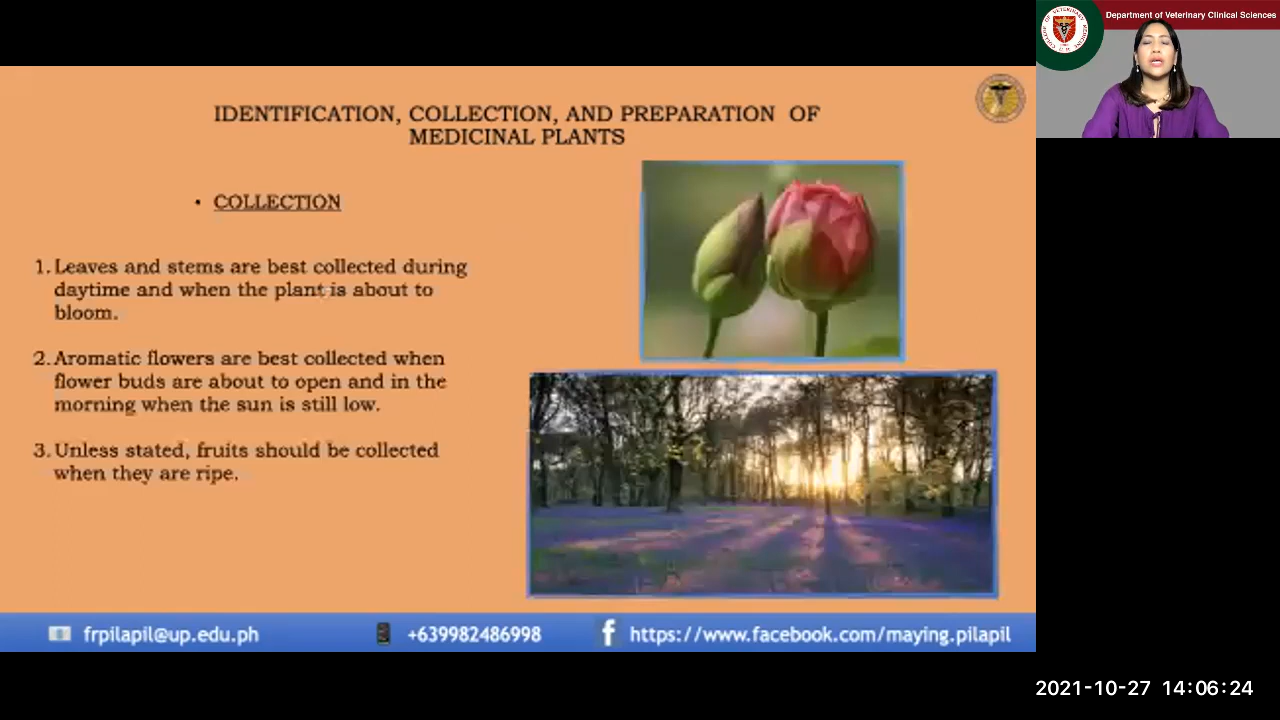 Department of Veterinary Clinical Sciences
IDENTIFICATION, COLLECTION, AND PREPARATION OF
MEDICINAL PLANTS
• COLLECTION
1. Leaves and stems are best collected during
daytime and when the plant is about to
bloom.
2. Aromatic flowers are best collected when
flower buds are about to open and in the
morning when the sun is still low.
3. Unless stated, fruits should be collected
when they are ripe.
frpilapil@up.edu.ph
+639982486998
https://www.facebook.com/maying.pilapil
2021-10-27 14:06:24